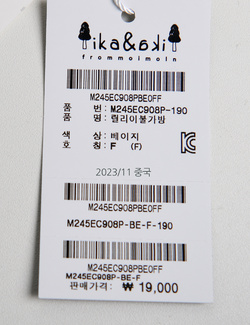 tika&aki
frommoimoln
M245EC908PBE0FF
품 번: M245EC908P-190
품 명: 릴리이불가방
색 상: 베이지
호 칭: F (F)
2023/11 중국
M245EC908PBE0FF
M245EC908P-BE-F-190
M245EC908PBE0FF
M245EC908P-BE-F
판매가격: ₩ 19,000